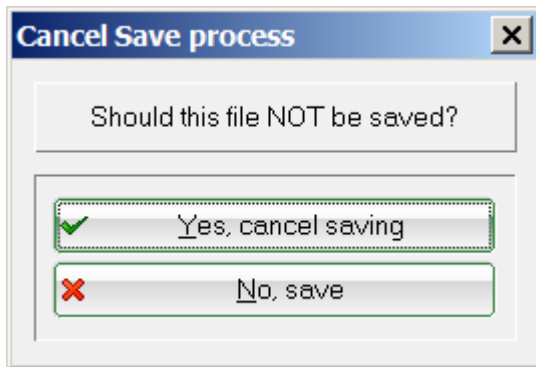 Cancel Save process
Should this file NOT be saved?
Yes, cancel saving
No, save